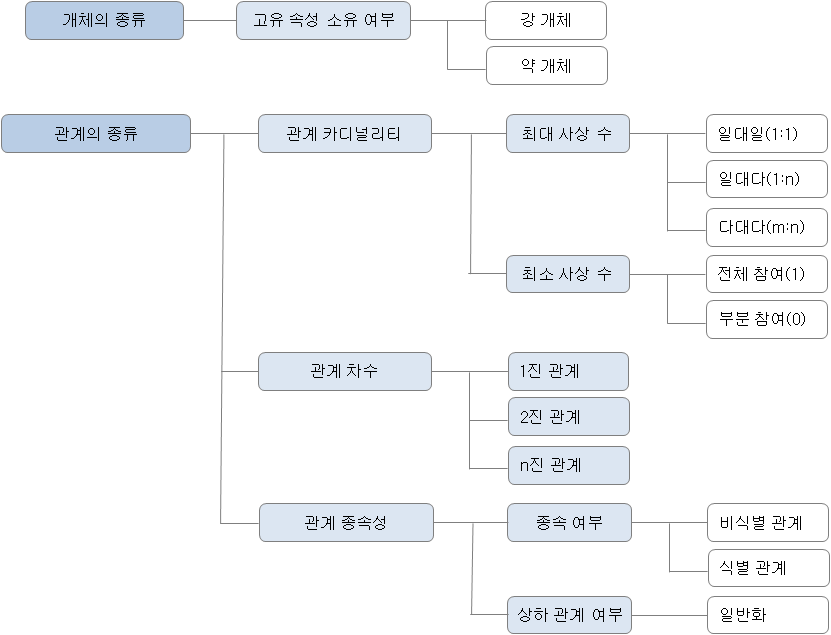 개체의 종류
고유 속성 소유 여부
강 개체
약 개체
관계의 종류
관계 카디널리티
최대 사상 수
일대일(1:1)
일대다(1:n)
다대다(m:n)
최소 사상 수
전체 참여(1)
부분 참여(0)
관계 차수
1진 관계
2진 관계
n진 관계
관계 종속성
종속 여부
비식별 관계
식별 관계
상하 관계 여부
일반화